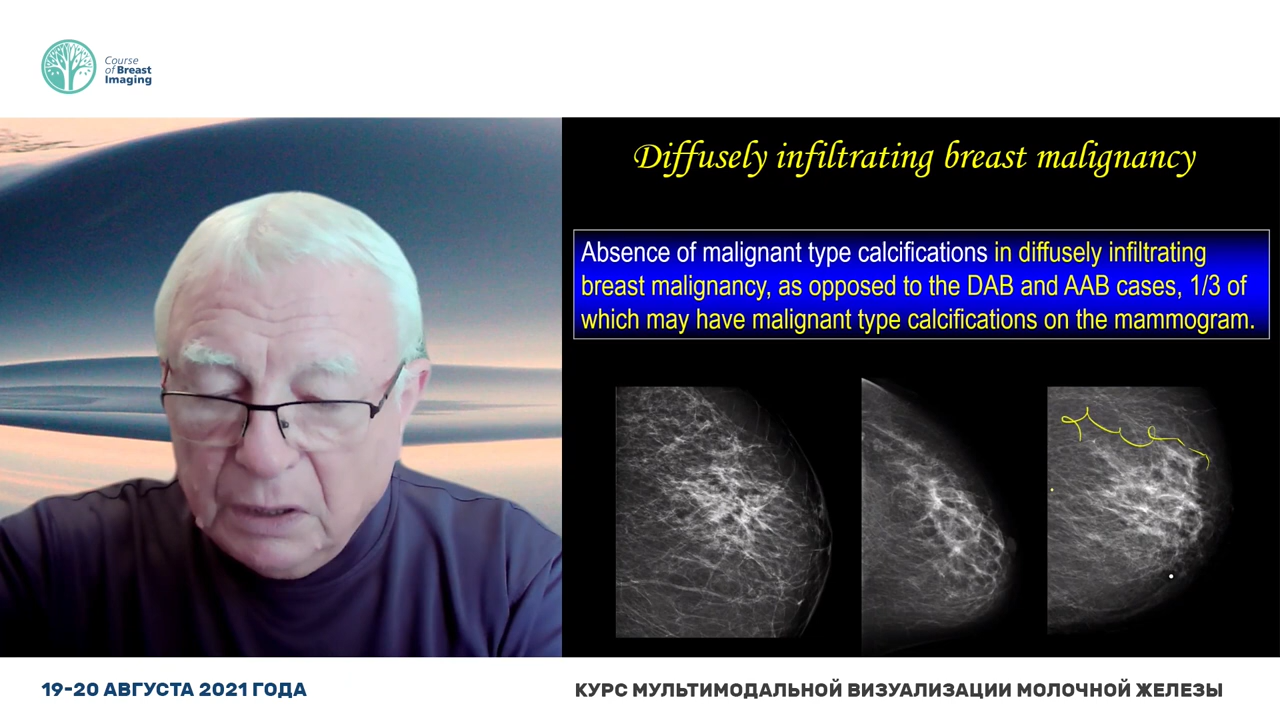 Course
of Breast
Imaging
Diffusely infiltrating breast malignancy
Absence of malignant type calcifications in diffusely infiltrating
breast malignancy, as opposed to the DAB and AAB cases, 1/3 of
which may have malignant type calcifications on the mammogram.
19-20 АВГУСТА 2021 ГОДА
КУРС МУЛЬТИМОДАЛЬНОЙ ВИЗУАЛИЗАЦИИ МОЛОЧНОЙ ЖЕЛЕЗЫ